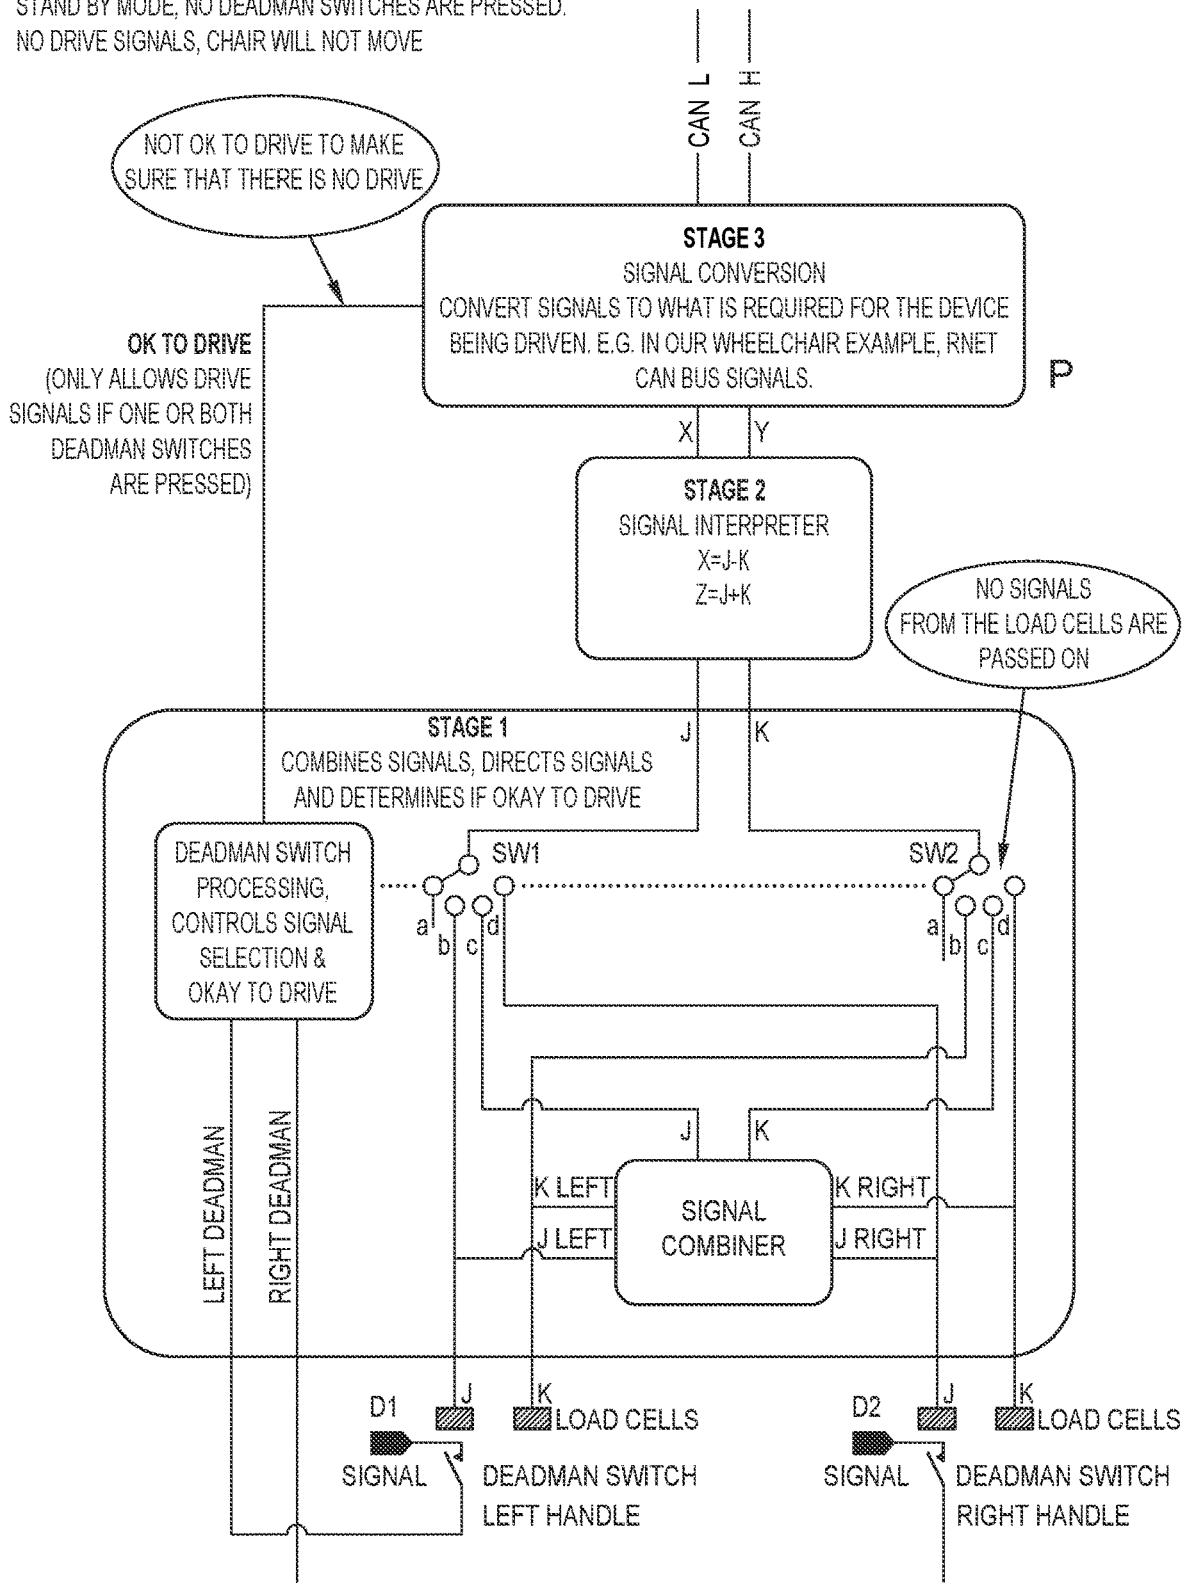 STAND BY MODE, NO DEADMAN SWITCHES ARE PRESSED.
NO DRIVE SIGNALS, CHAIR WILL NOT MOVE
CAN L
CAN H
NOT OK TO DRIVE TO MAKE
SURE THAT THERE IS NO DRIVE
STAGE 3
SIGNAL CONVERSION
CONVERT SIGNALS TO WHAT IS REQUIRED FOR THE DEVICE
BEING DRIVEN. E.G. IN OUR WHEELCHAIR EXAMPLE, RNET
CAN BUS SIGNALS.
P
OK TO DRIVE
(ONLY ALLOWS DRIVE
SIGNALS IF ONE OR BOTH
DEADMAN SWITCHES
ARE PRESSED)
X Y
STAGE 2
SIGNAL INTERPRETER
X=J-K
Z=J+K
NO SIGNALS
FROM THE LOAD CELLS ARE
PASSED ON
STAGE 1
J K
COMBINES SIGNALS, DIRECTS SIGNALS
AND DETERMINES IF OKAY TO DRIVE
DEADMAN SWITCH
PROCESSING,
CONTROLS SIGNAL
SELECTION &
OKAY TO DRIVE
SW1
a b c d
SW2
a b c d
LEFT DEADMAN
RIGHT DEADMAN
J K
K LEFT
J LEFT
SIGNAL
COMBINER
K RIGHT
J RIGHT
D1
J K
LOAD CELLS
SIGNAL
DEADMAN SWITCH
LEFT HANDLE
D2
J K
LOAD CELLS
SIGNAL
DEADMAN SWITCH
RIGHT HANDLE